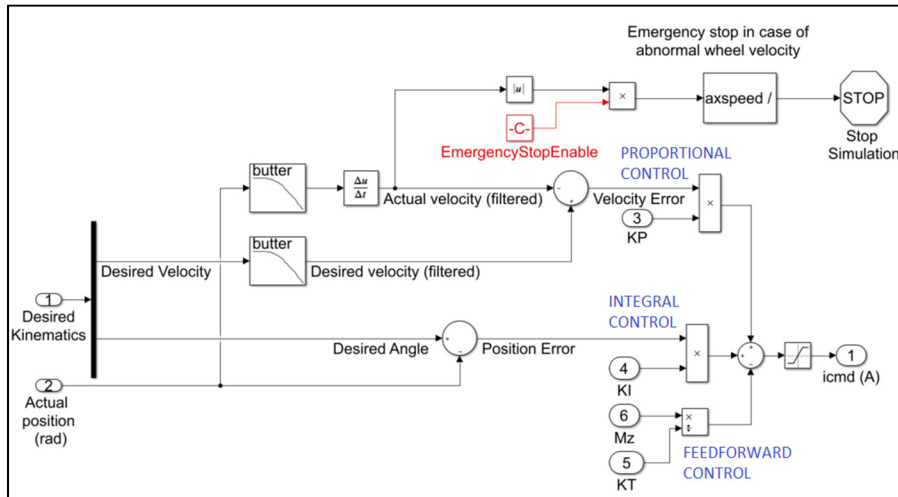 Emergency stop in case of
abnormal wheel velocity
|u|
×
axspeed /
STOP
-C-
EmergencyStopEnable
Stop
Simulation
butter
Δu
Δt
Actual velocity (filtered)
-
+
PROPORTIONAL
CONTROL
Velocity Error
×
3
KP
butter
Desired Velocity
Desired velocity (filtered)
1
Desired
Kinematics
INTEGRAL
CONTROL
Desired Angle
+
-
Position Error
×
4
KI
+
+
-
1
icmd (A)
2
Actual
position
(rad)
6
Mz
×
÷
5
KT
FEEDFORWARD
CONTROL